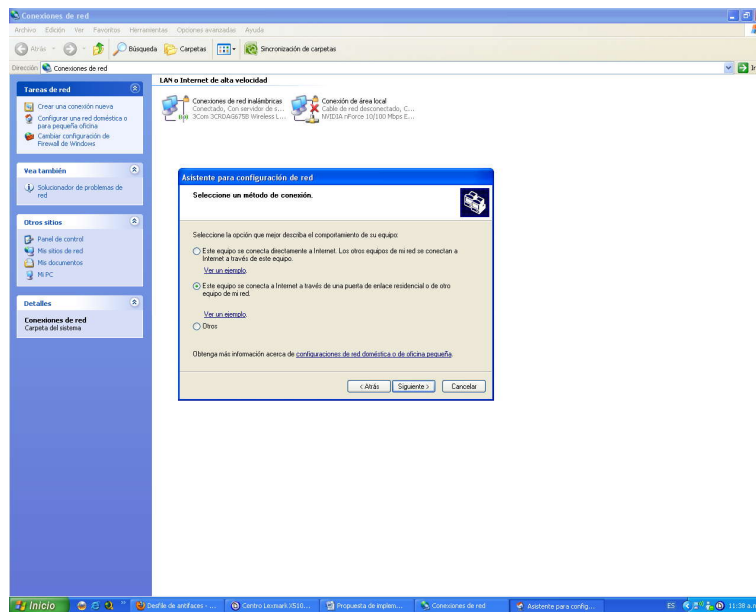 Conexiones de red
Archivo Edición Ver Favoritos Herramientas Opciones avanzadas Ayuda
Atrás Búsqueda Carpetas Sincronización de carpetas
Dirección Conexiones de red
Tareas de red
Crear una conexión nueva
Configurar una red doméstica o
para pequeña oficina
Cambiar configuración de
Firewall de Windows
Vea también
Solucionador de problemas de
red
Otros sitios
Panel de control
Mis sitios de red
Mis documentos
Mi PC
Detalles
Conexiones de red
Carpeta del sistema
LAN o Internet de alta velocidad
Conexiones de red inalámbricas
Conectado, Con servidor de s...
3Com 3CRDAG675B Wireless L...
Conexión de área local
Cable de red desconectado, C...
NVIDIA nForce 10/100 Mbps E...
Asistente para configuración de red
Seleccione un método de conexión.
Seleccione la opción que mejor describa el comportamiento de su equipo:
Este equipo se conecta directamente a Internet. Los otros equipos de mi red se conectan a
Internet a través de este equipo.
Ver un ejemplo.
Este equipo se conecta a Internet a través de una puerta de enlace residencial o de otro
equipo de mi red.
Ver un ejemplo.
Otros
Obtenga más información acerca de configuraciones de red doméstica o de oficina pequeña.
< Atrás Siguiente > Cancelar
Inicio Desfile de antifaces - ... Centro Lexmark X510... Propuesta de implem... Conexiones de red Asistente para config... ES 11:38